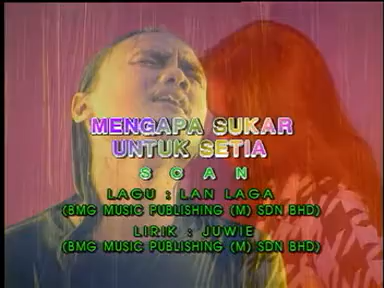 MENGAPA SUKAR
UNTUK SETIA
S C A N
LAGU : LAN LAGA
(BMG MUSIC PUBLISHING (M) SDN BHD)
LIRIK : JUWIE
(BMG MUSIC PUBLISHING (M) SDN BHD)